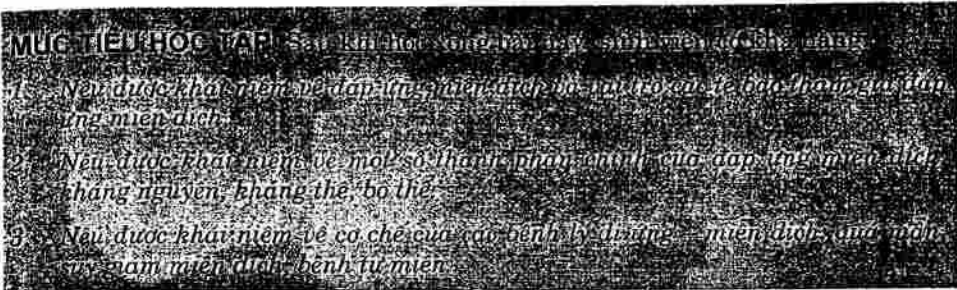 MỤC TIÊU HỌC TẬP: Sau khi học xong bài này, sinh viên có khả năng:
1. Nêu được khái niệm về đáp ứng miễn dịch và vai trò các tế bào tham gia đáp
ứng miễn dịch.
2. Nêu được khái niệm về một số thành phần chính của đáp ứng miễn dịch:
kháng nguyên, kháng thể, bổ thể.
3. Nêu được khái niệm về cơ chế của các bệnh lý dị ứng - miễn dịch: quá mẫn,
suy giảm miễn dịch, bệnh tự miễn.